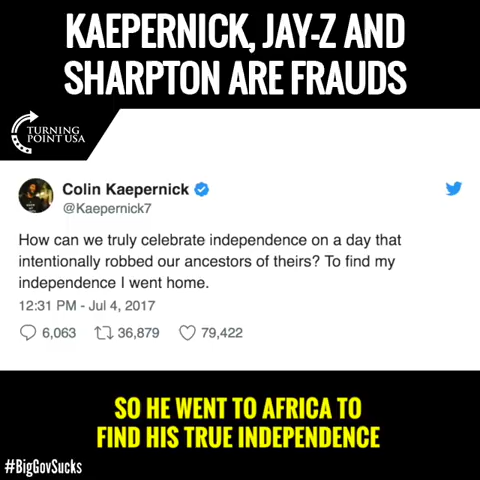 KAEPERNICK, JAY-Z AND
SHARPTON ARE FRAUDS
TURNING
POINT USA
Colin Kaepernick
@Kaepernick7
How can we truly celebrate independence on a day that
intentionally robbed our ancestors of theirs? To find my
independence I went home.
12:31 PM - Jul 4, 2017
6,063 36,879 79,422
SO HE WENT TO AFRICA TO
FIND HIS TRUE INDEPENDENCE
#BigGovSucks